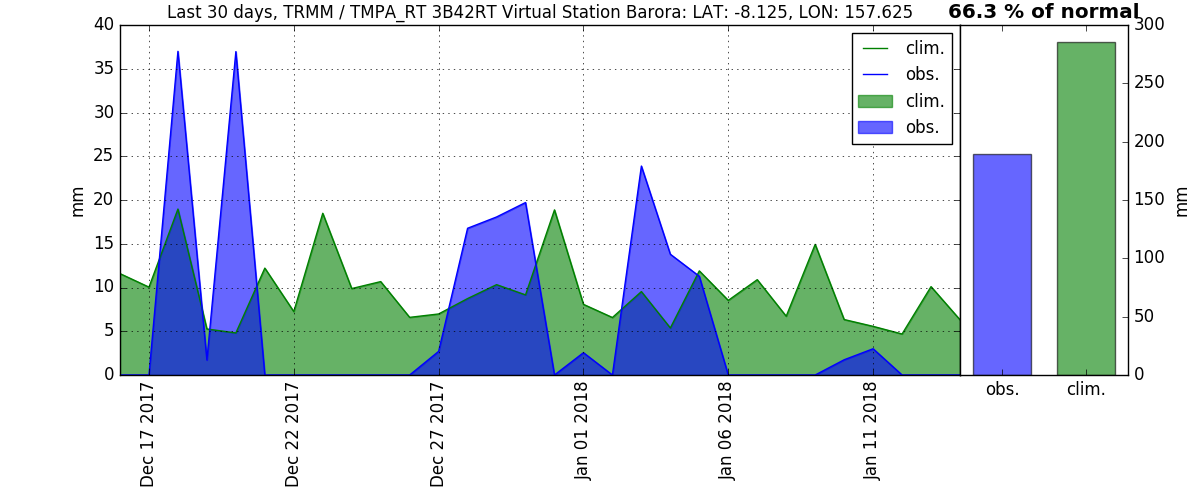 Last 30 days, TRMM / TMPA_RT 3B42RT Virtual Station Barora: LAT: -8.125, LON: 157.625
66.3 % of normal
40
35
30
25
20
15
10
5
0
mm
clim.
obs.
clim.
obs.
Dec 17 2017
Dec 22 2017
Dec 27 2017
Jan 01 2018
Jan 06 2018
Jan 11 2018
300
250
200
150
100
50
0
mm
obs.
clim.